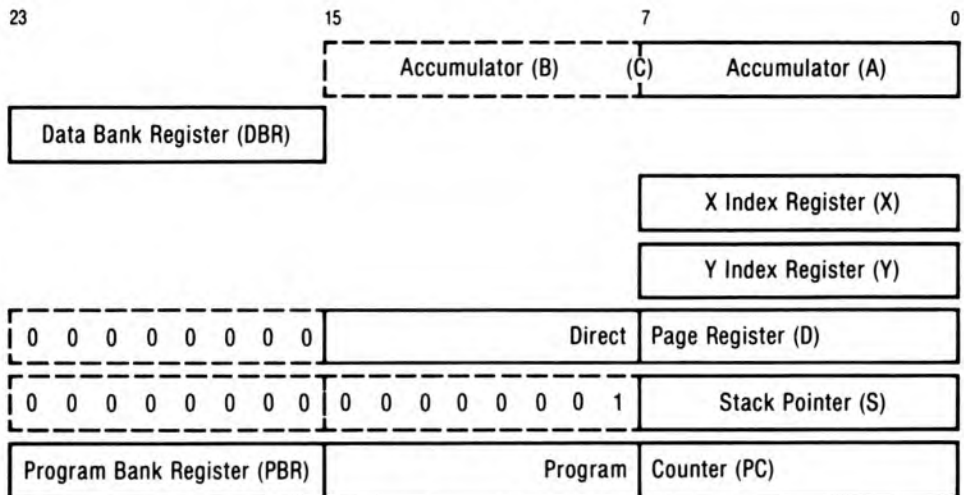 23 15 7 0
Accumulator (B) (C) Accumulator (A)
Data Bank Register (DBR)
X Index Register (X)
Y Index Register (Y)
0 0 0 0 0 0 0 0 Direct Page Register (D)
0 0 0 0 0 0 0 0 0 0 0 0 0 0 0 1 Stack Pointer (S)
Program Bank Register (PBR) Program Counter (PC)